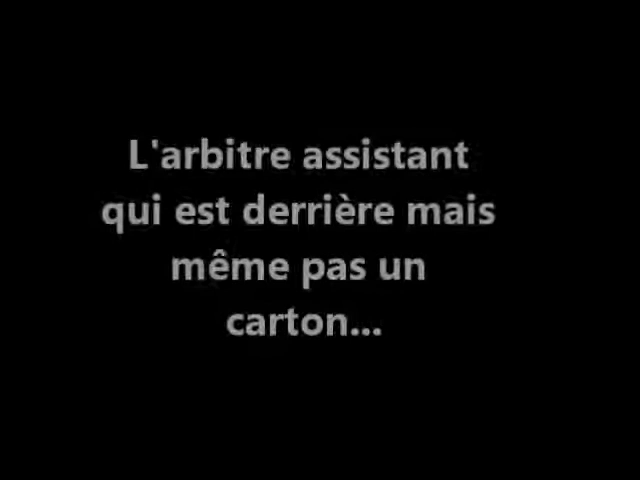 L'arbitre assistant
qui est derrière mais
même pas un
carton...